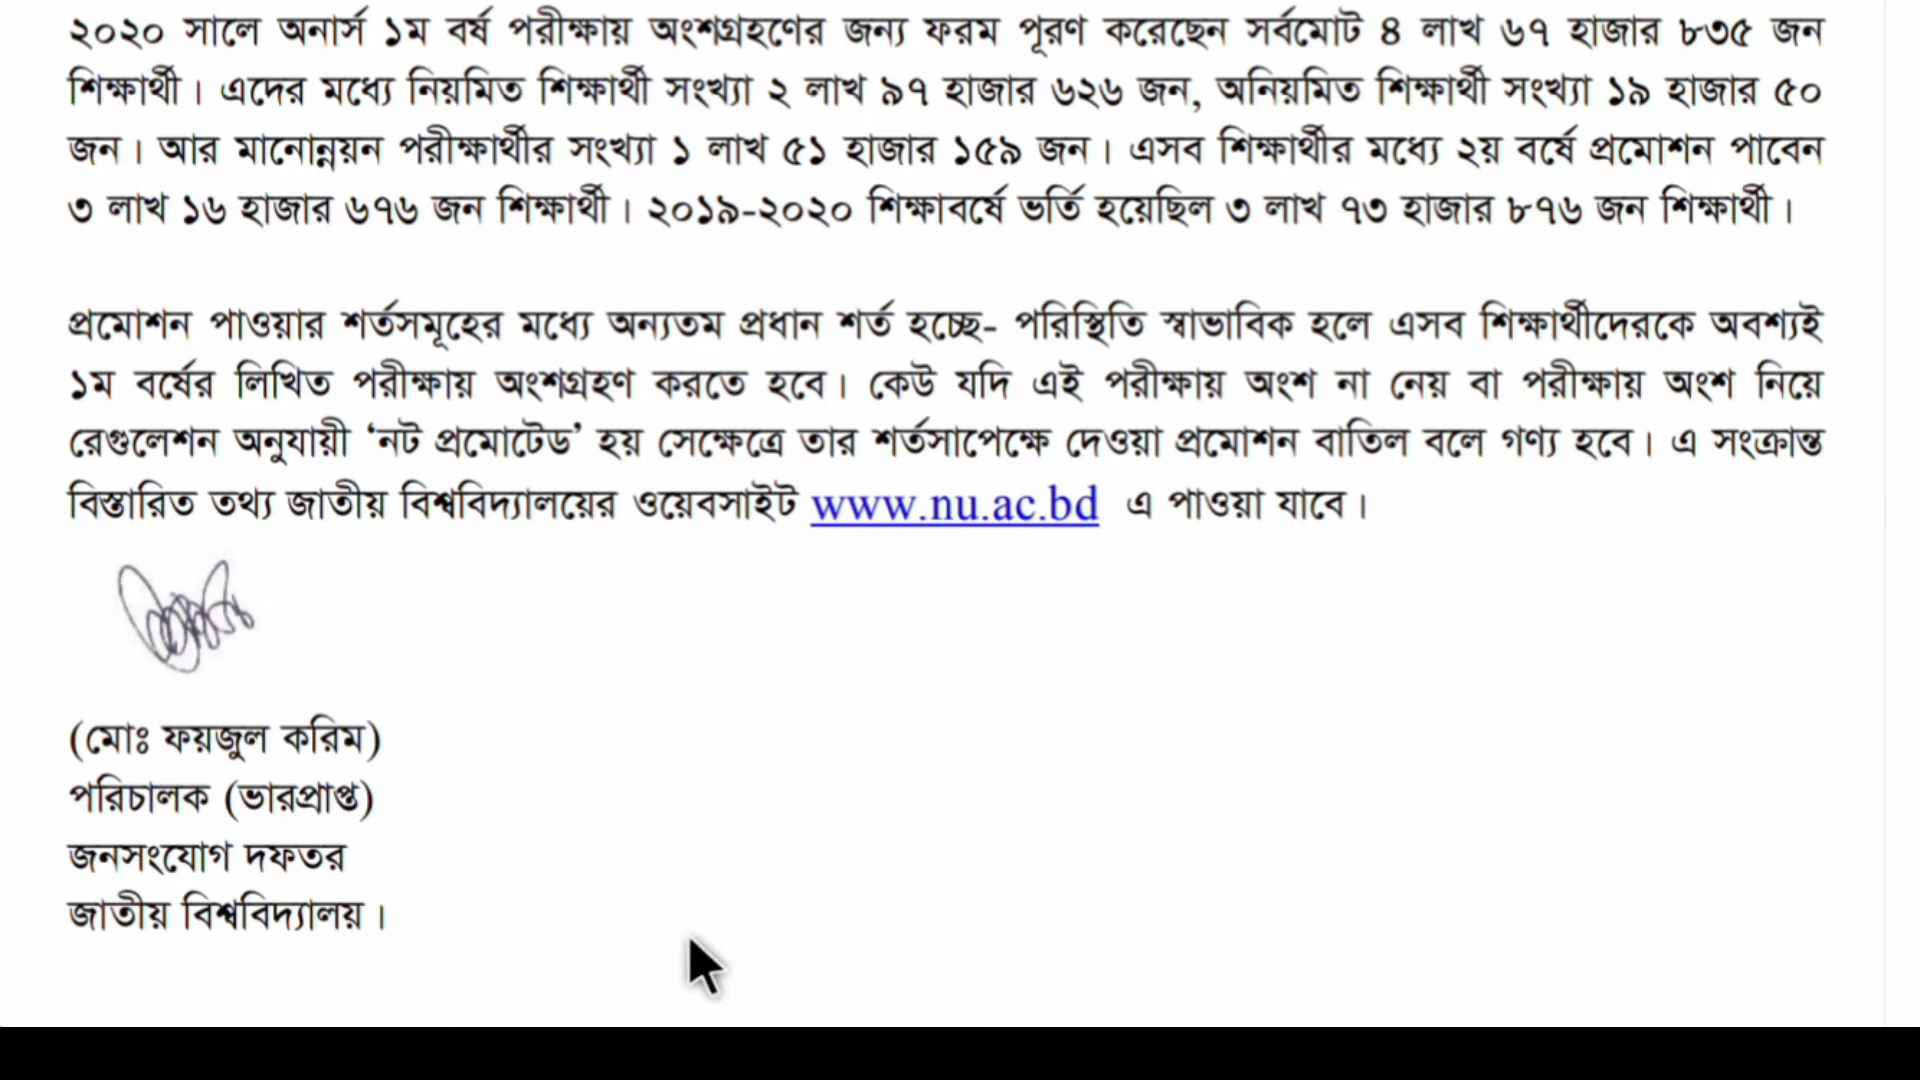 ২০২০ সালে অনার্স ১ম বর্ষ পরীক্ষায় অংশগ্রহণের জন্য ফরম পূরণ করেছেন সর্বমোট ৪ লাখ ৬৭ হাজার ৮৩৫ জন
শিক্ষার্থী। এদের মধ্যে নিয়মিত শিক্ষার্থী সংখ্যা ২ লাখ ৯৭ হাজার ৬২৬ জন, অনিয়মিত শিক্ষার্থী সংখ্যা ১৯ হাজার ৫০
জন। আর মানোন্নয়ন পরীক্ষার্থীর সংখ্যা ১ লাখ ৫১ হাজার ১৫৯ জন। এসব শিক্ষার্থীর মধ্যে ২য় বর্ষে প্রমোশন পাবেন
৩ লাখ ১৬ হাজার ৬৭৬ জন শিক্ষার্থী। ২০১৯-২০২০ শিক্ষাবর্ষে ভর্তি হয়েছিল ৩ লাখ ৭৩ হাজার ৮৭৬ জন শিক্ষার্থী।
প্রমোশন পাওয়ার শর্তসমূহের মধ্যে অন্যতম প্রধান শর্ত হচ্ছে- পরিস্থিতি স্বাভাবিক হলে এসব শিক্ষার্থীদেরকে অবশ্যই
১ম বর্ষের লিখিত পরীক্ষায় অংশগ্রহণ করতে হবে। কেউ যদি এই পরীক্ষায় অংশ না নেয় বা পরীক্ষায় অংশ নিয়ে
রেগুলেশন অনুযায়ী ‘নট প্রমোটেড’ হয় সেক্ষেত্রে তার শর্তসাপেক্ষে দেওয়া প্রমোশন বাতিল বলে গণ্য হবে। এ সংক্রান্ত
বিস্তারিত তথ্য জাতীয় বিশ্ববিদ্যালয়ের ওয়েবসাইট www.nu.ac.bd এ পাওয়া যাবে।
(মোঃ ফয়জুল করিম)
পরিচালক (ভারপ্রাপ্ত)
জনসংযোগ দফতর
জাতীয় বিশ্ববিদ্যালয়।